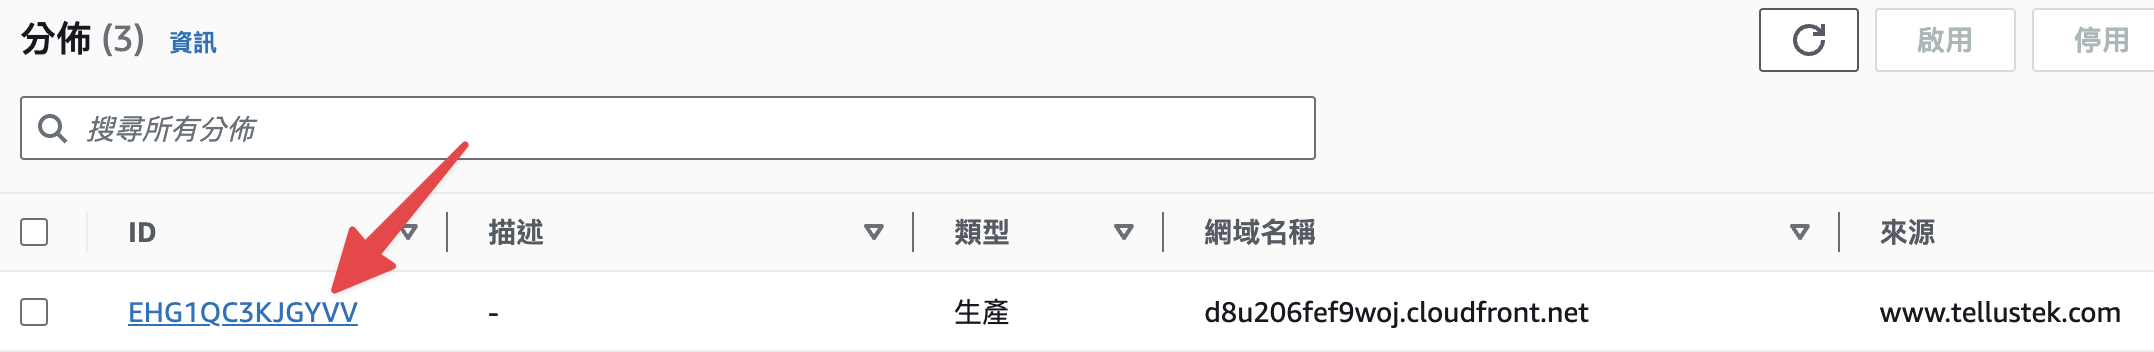 分佈 (3) 資訊 啟用 停用
搜尋所有分佈
ID 描述 類型 網域名稱 來源
EHG1QC3KJGYVV - 生產 d8u206fef9woj.cloudfront.net www.tellustek.com